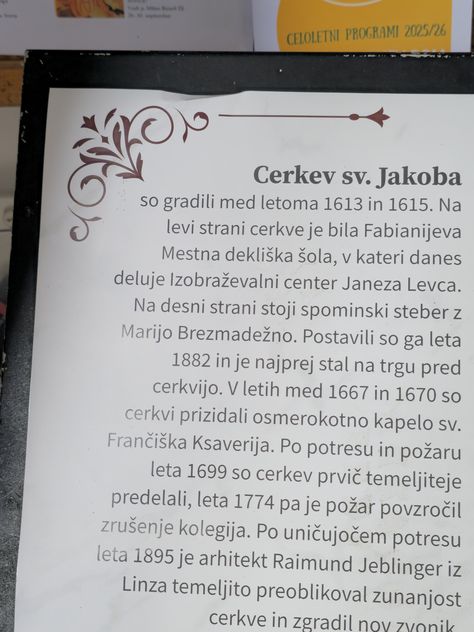 CELOLETNI PROGRAMI 2025/26
Cerkev sv. Jakoba
so gradili med letoma 1613 in 1615. Na
levi strani cerkve je bila Fabianijeva
Mestna dekliška šola, v kateri danes
deluje Izobraževalni center Janeza Levca.
Na desni strani stoji spominski steber z
Marijo Brezmadežno. Postavili so ga leta
1882 in je najprej stal na trgu pred
cerkvijo. V letih med 1667 in 1670 so
cerkvi prizidali osmerokotno kapelo sv.
Frančiška Ksaverija. Po potresu in požaru
leta 1699 so cerkev prvič temeljiteje
predelali, leta 1774 pa je požar povzročil
zrušenje kolegija. Po uničujočem potresu
leta 1895 je arhitekt Raimund Jeblinger iz
Linza temeljito preoblikoval zunanjost
cerkve in zgradil nov zvonik.